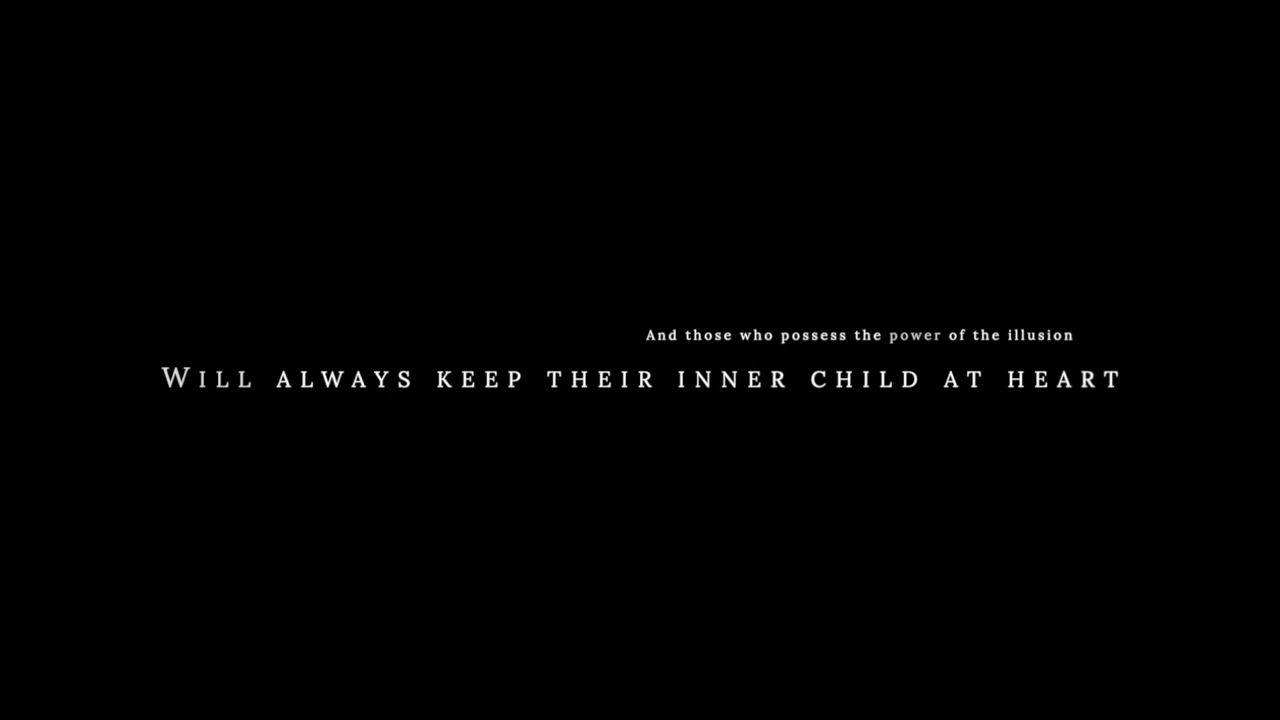 And those who possess the power of the illusion
WILL ALWAYS KEEP THEIR INNER CHILD AT HEART